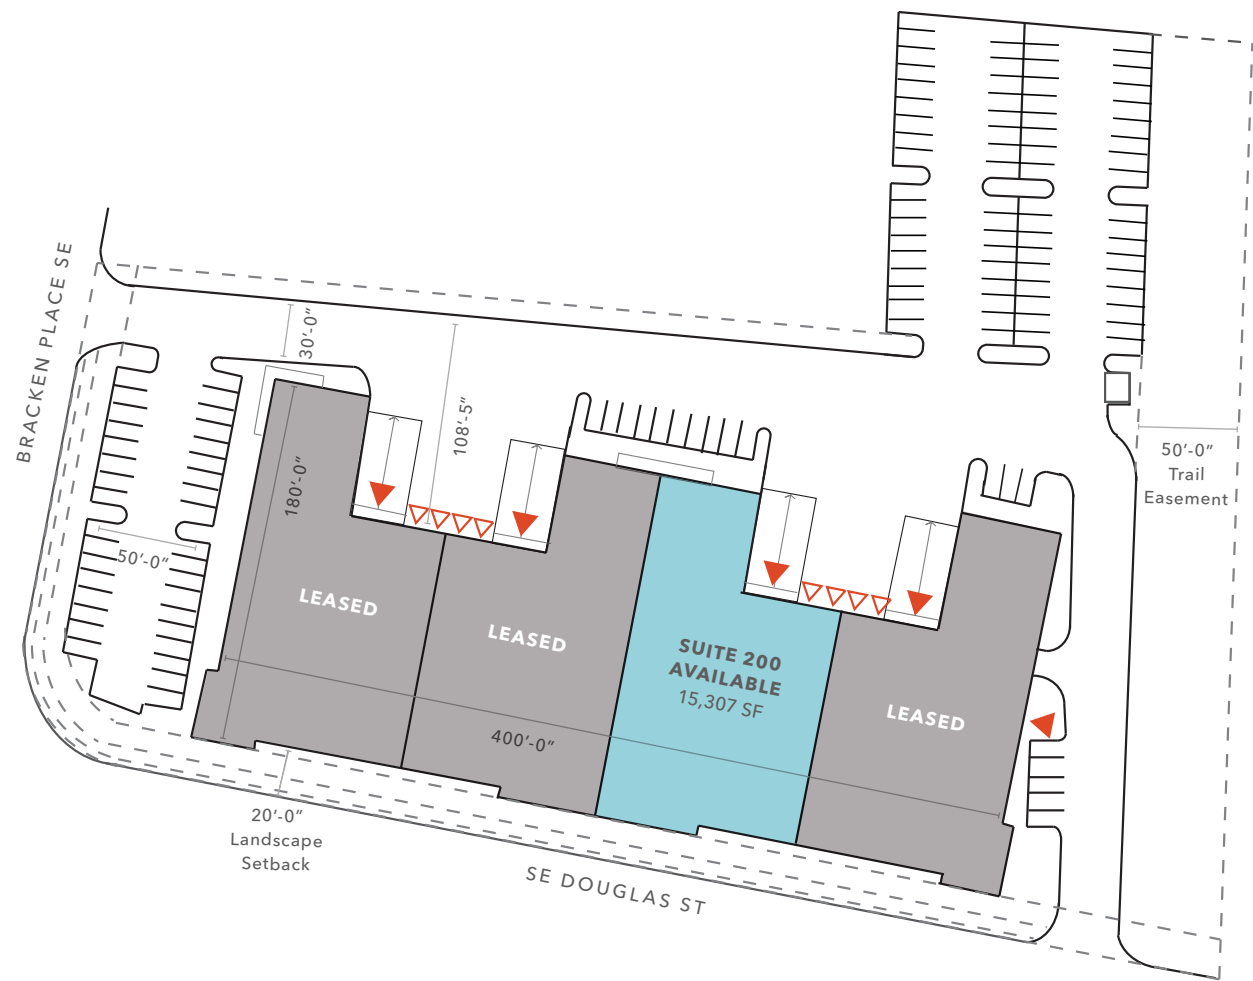 BRACKEN PLACE SE
30’-0”
108’-5”
180’-0”
50’-0”
Trail
Easement
50’-0”
LEASED
LEASED
SUITE 200
AVAILABLE
15,307 SF
LEASED
400’-0”
20’-0”
Landscape
Setback
SE DOUGLAS ST